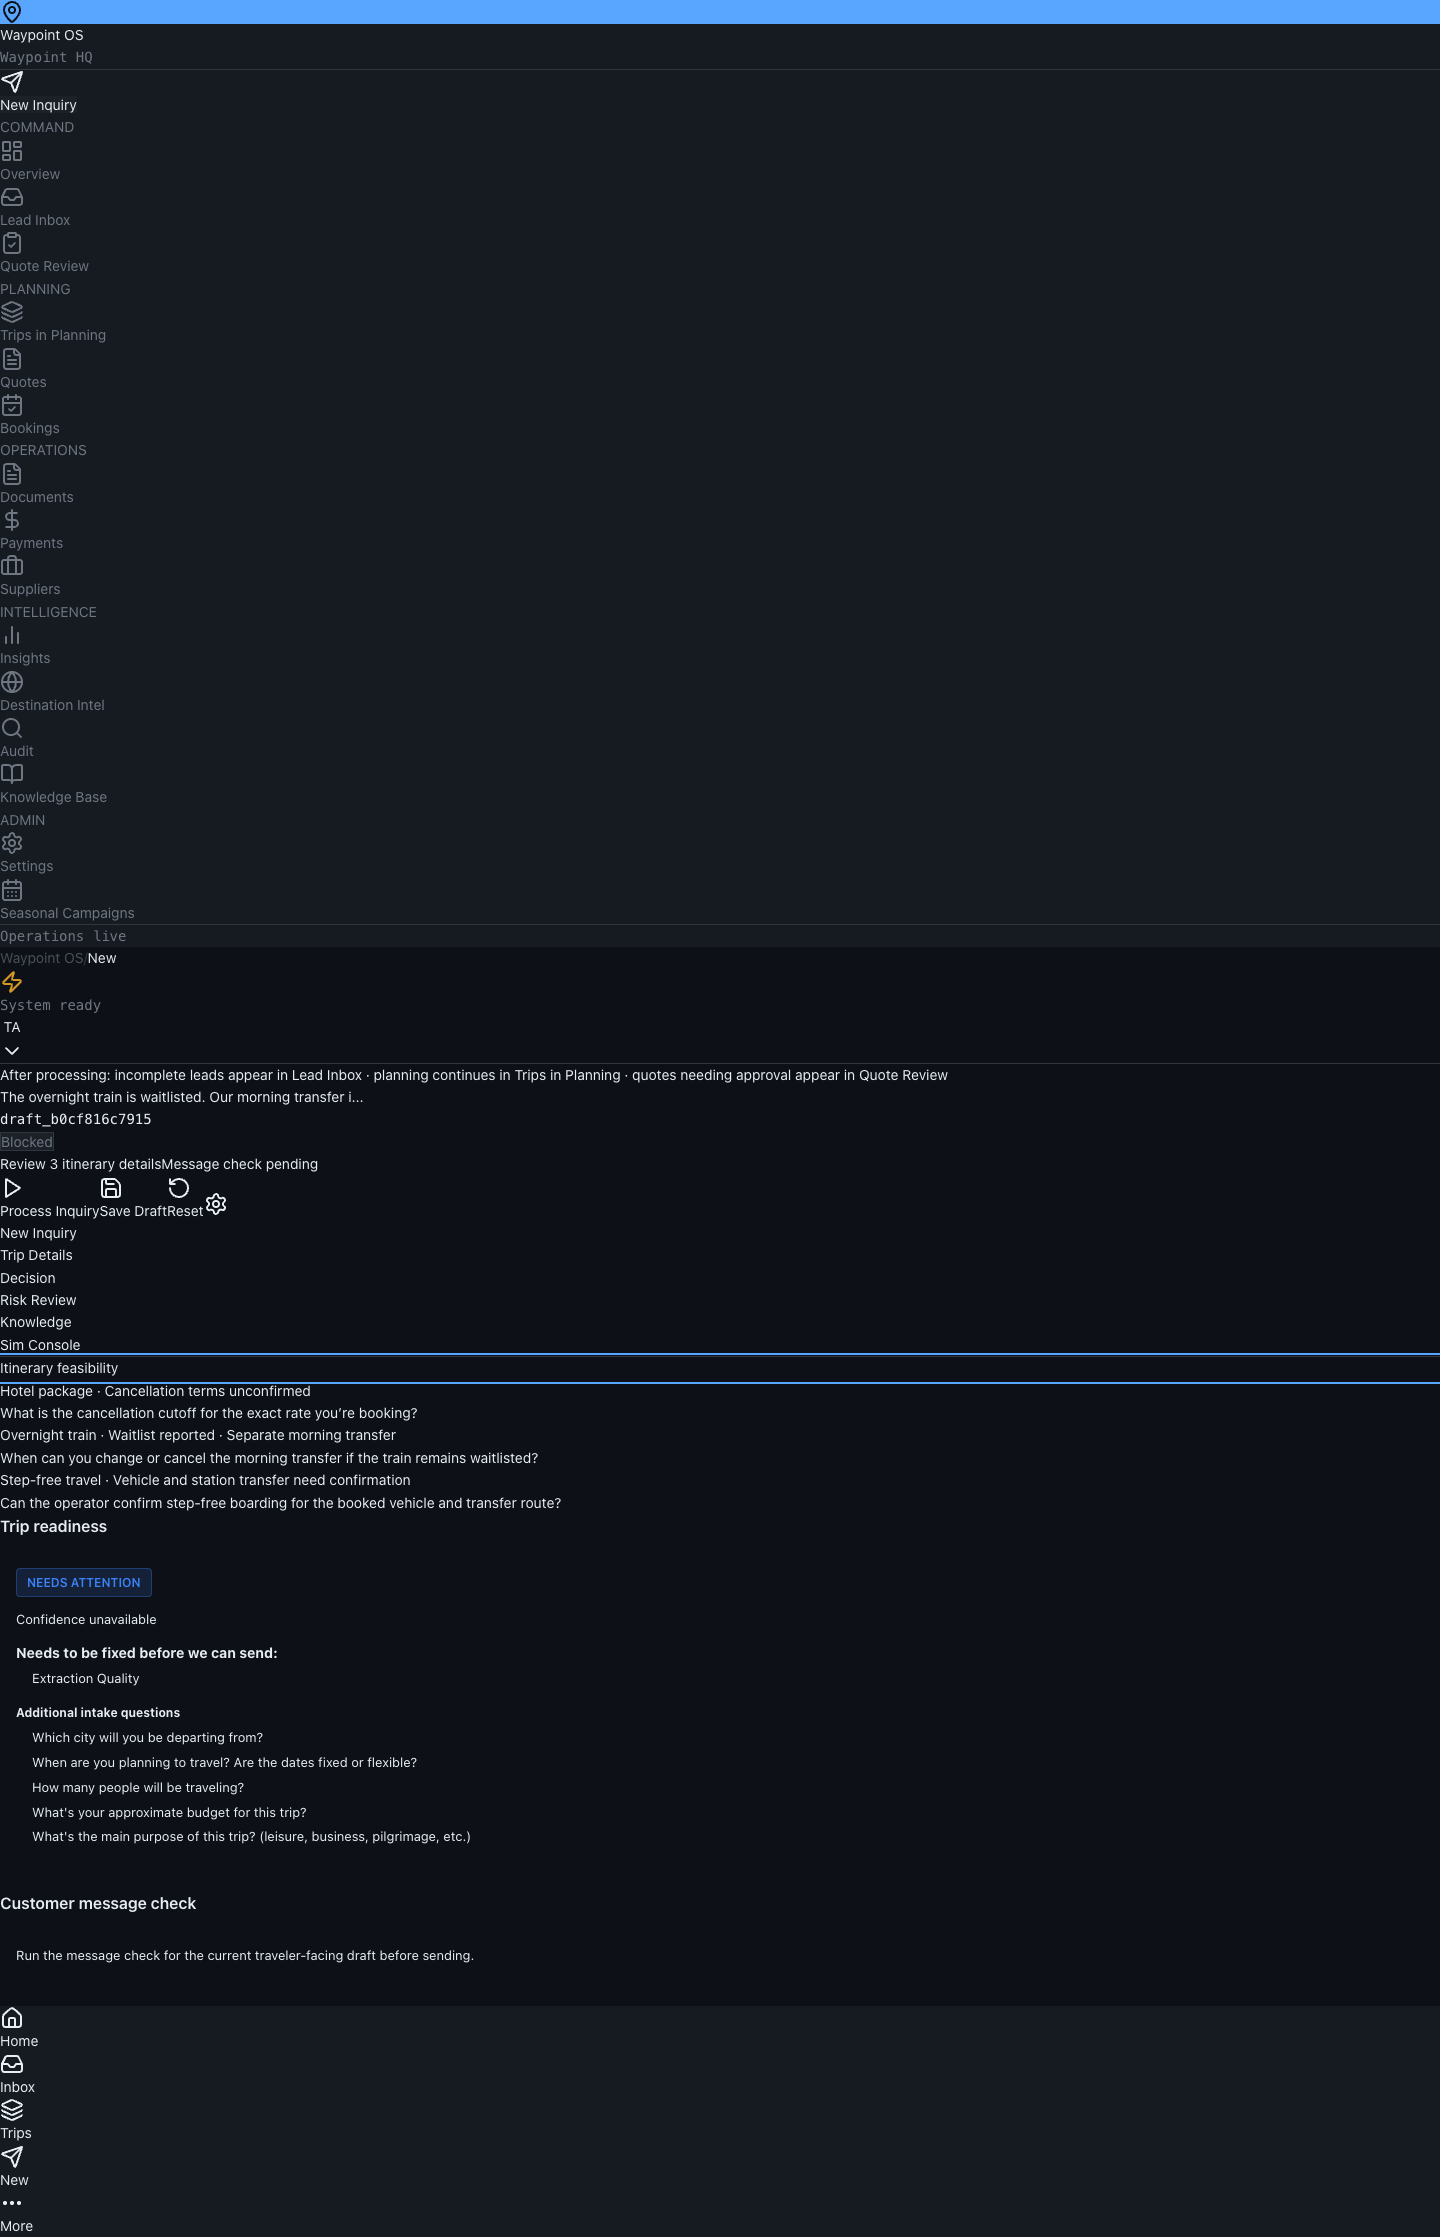 Waypoint OS
Waypoint HQ
New Inquiry
COMMAND
Overview
Lead Inbox
Quote Review
PLANNING
Trips in Planning
Quotes
Bookings
OPERATIONS
Documents
Payments
Suppliers
INTELLIGENCE
Insights
Destination Intel
Audit
Knowledge Base
ADMIN
Settings
Seasonal Campaigns
Operations live
Waypoint OS/New
System ready
TA
After processing: incomplete leads appear in Lead Inbox · planning continues in Trips in Planning · quotes needing approval appear in Quote Review
The overnight train is waitlisted. Our morning transfer i...
draft_b0cf816c7915
Blocked
Review 3 itinerary detailsMessage check pending
Process InquirySave DraftReset
New Inquiry
Trip Details
Decision
Risk Review
Knowledge
Sim Console
Itinerary feasibility
Hotel package · Cancellation terms unconfirmed
What is the cancellation cutoff for the exact rate you’re booking?
Overnight train · Waitlist reported · Separate morning transfer
When can you change or cancel the morning transfer if the train remains waitlisted?
Step-free travel · Vehicle and station transfer need confirmation
Can the operator confirm step-free boarding for the booked vehicle and transfer route?
Trip readiness
NEEDS ATTENTION
Confidence unavailable
Needs to be fixed before we can send:
Extraction Quality
Additional intake questions
Which city will you be departing from?
When are you planning to travel? Are the dates fixed or flexible?
How many people will be traveling?
What's your approximate budget for this trip?
What's the main purpose of this trip? (leisure, business, pilgrimage, etc.)
Customer message check
Run the message check for the current traveler-facing draft before sending.
Home
Inbox
Trips
New
More